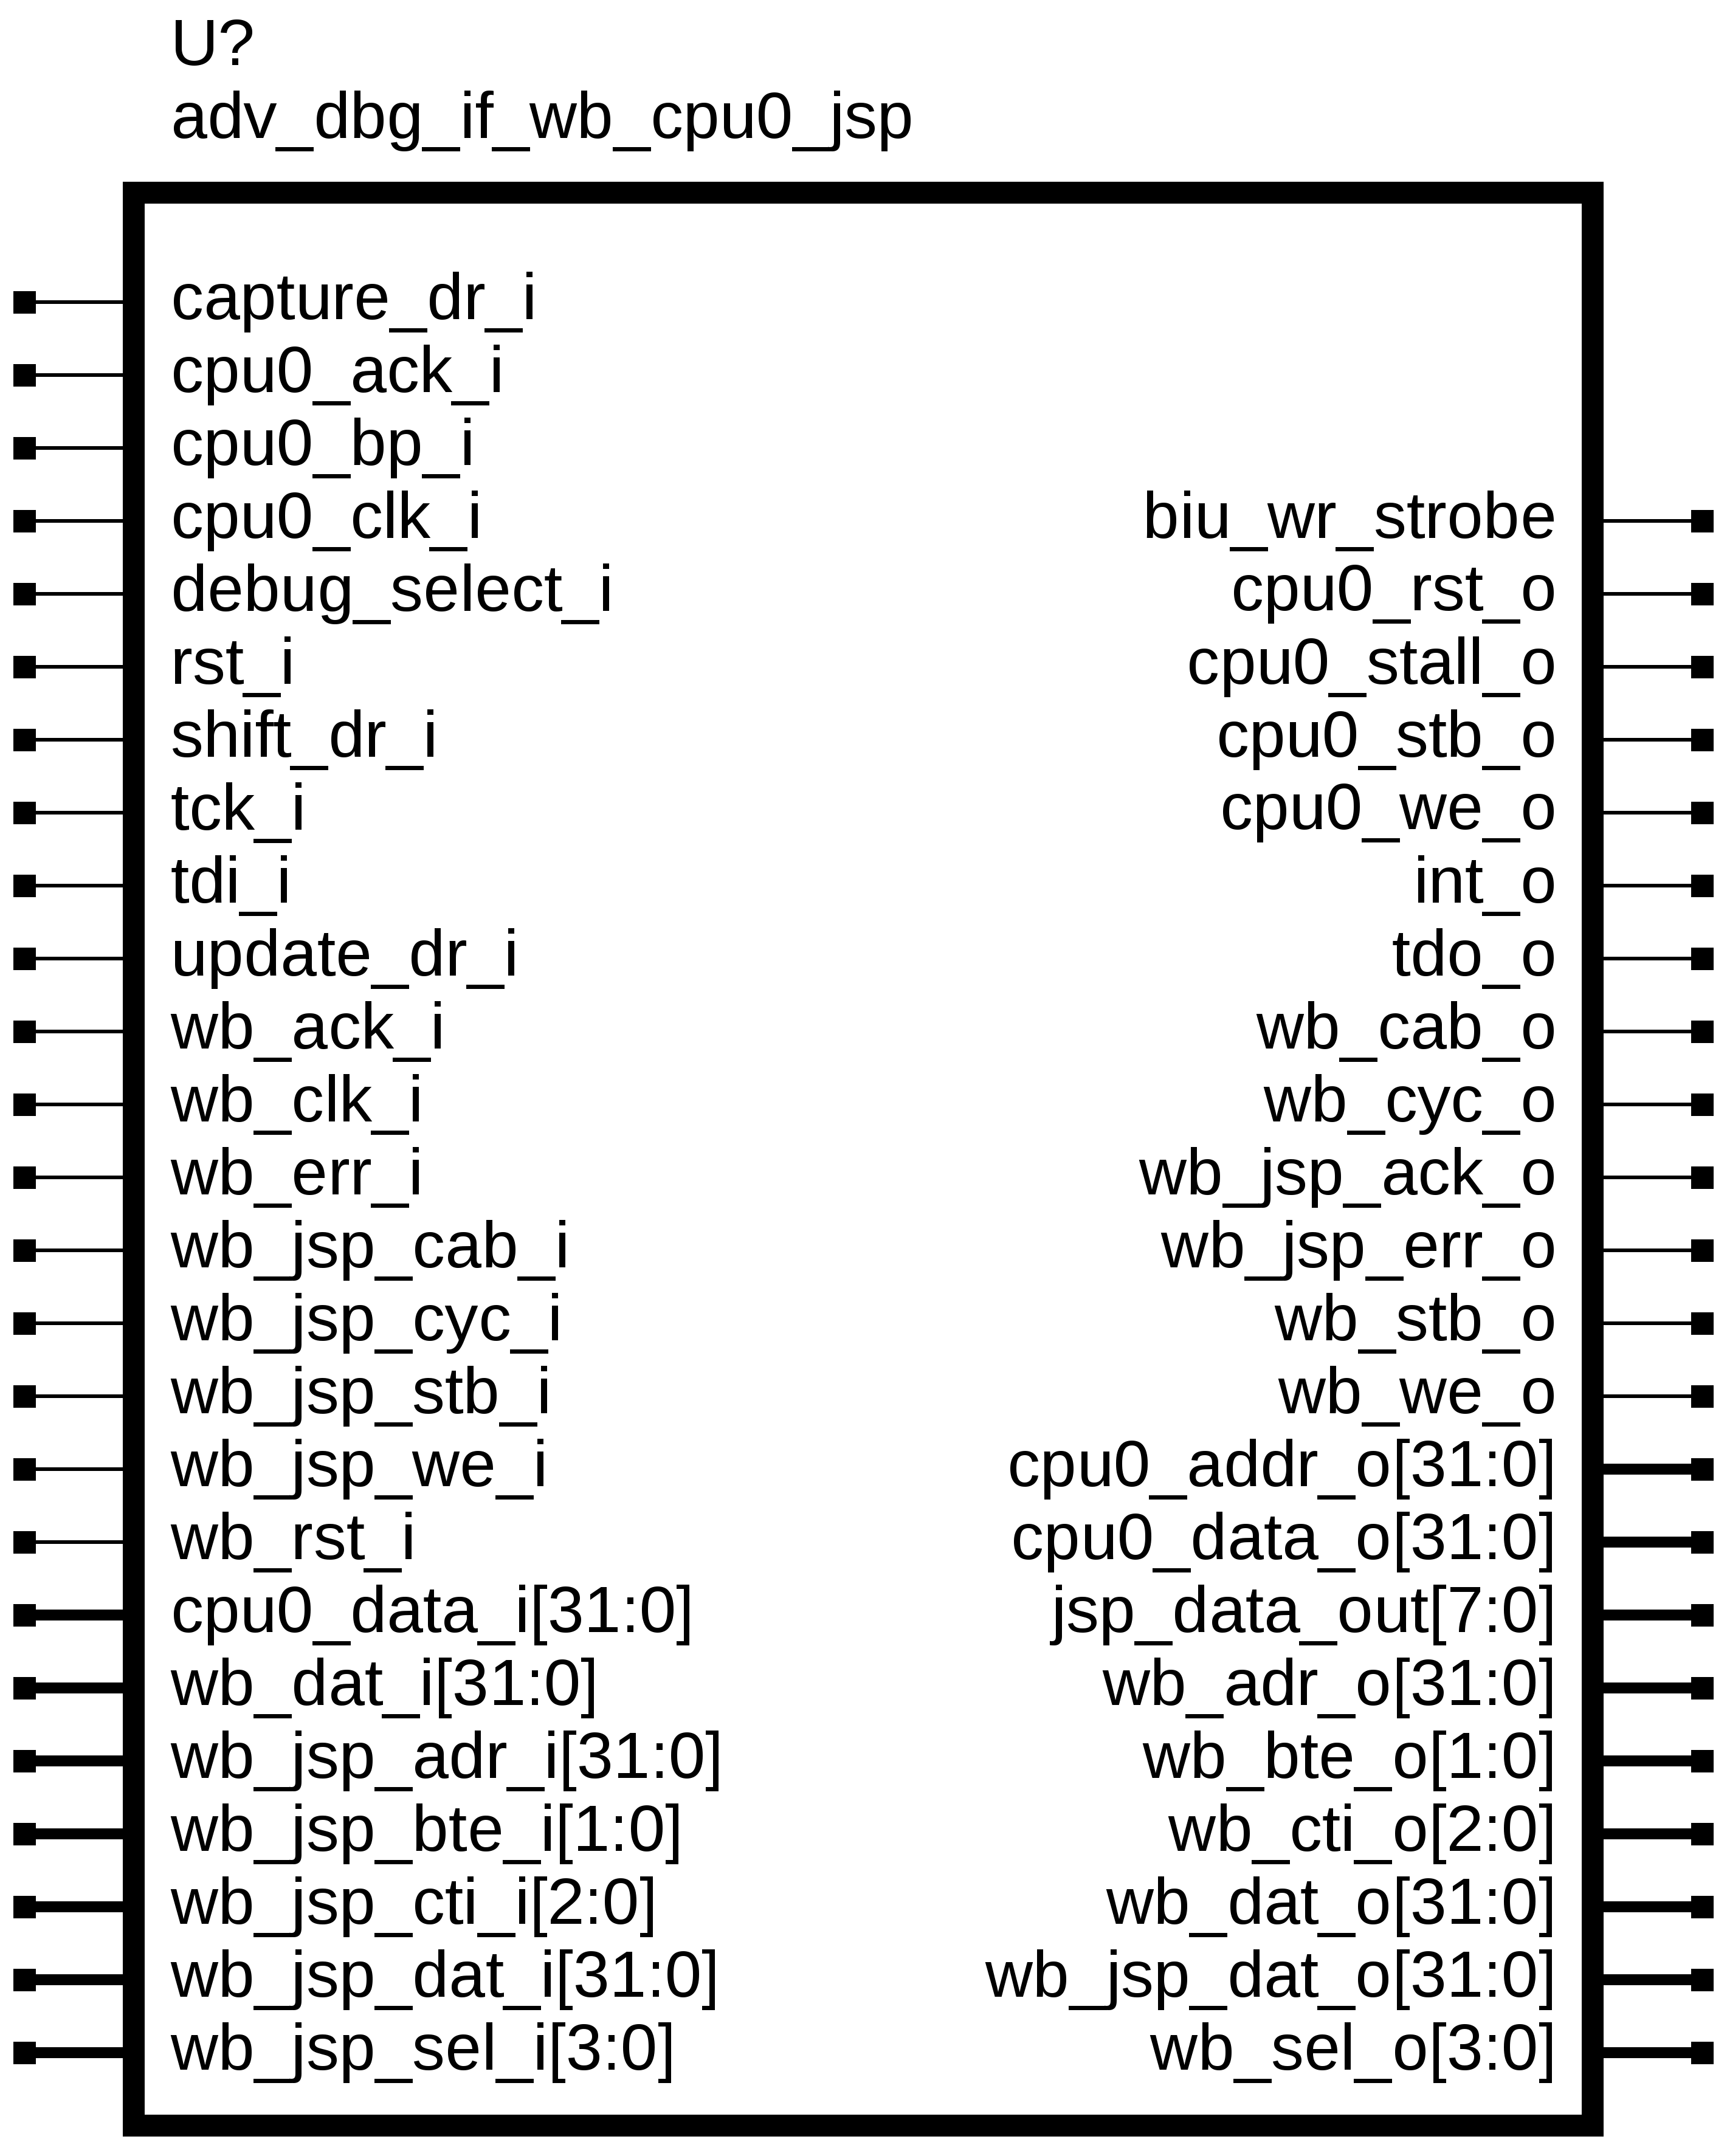 U?
adv_dbg_if_wb_cpu0_jsp
capture_dr_i
cpu0_ack_i
cpu0_bp_i
cpu0_clk_i
debug_select_i
rst_i
shift_dr_i
tck_i
tdi_i
update_dr_i
wb_ack_i
wb_clk_i
wb_err_i
wb_jsp_cab_i
wb_jsp_cyc_i
wb_jsp_stb_i
wb_jsp_we_i
wb_rst_i
cpu0_data_i[31:0]
wb_dat_i[31:0]
wb_jsp_adr_i[31:0]
wb_jsp_bte_i[1:0]
wb_jsp_cti_i[2:0]
wb_jsp_dat_i[31:0]
wb_jsp_sel_i[3:0]
biu_wr_strobe
cpu0_rst_o
cpu0_stall_o
cpu0_stb_o
cpu0_we_o
int_o
tdo_o
wb_cab_o
wb_cyc_o
wb_jsp_ack_o
wb_jsp_err_o
wb_stb_o
wb_we_o
cpu0_addr_o[31:0]
cpu0_data_o[31:0]
jsp_data_out[7:0]
wb_adr_o[31:0]
wb_bte_o[1:0]
wb_cti_o[2:0]
wb_dat_o[31:0]
wb_jsp_dat_o[31:0]
wb_sel_o[3:0]